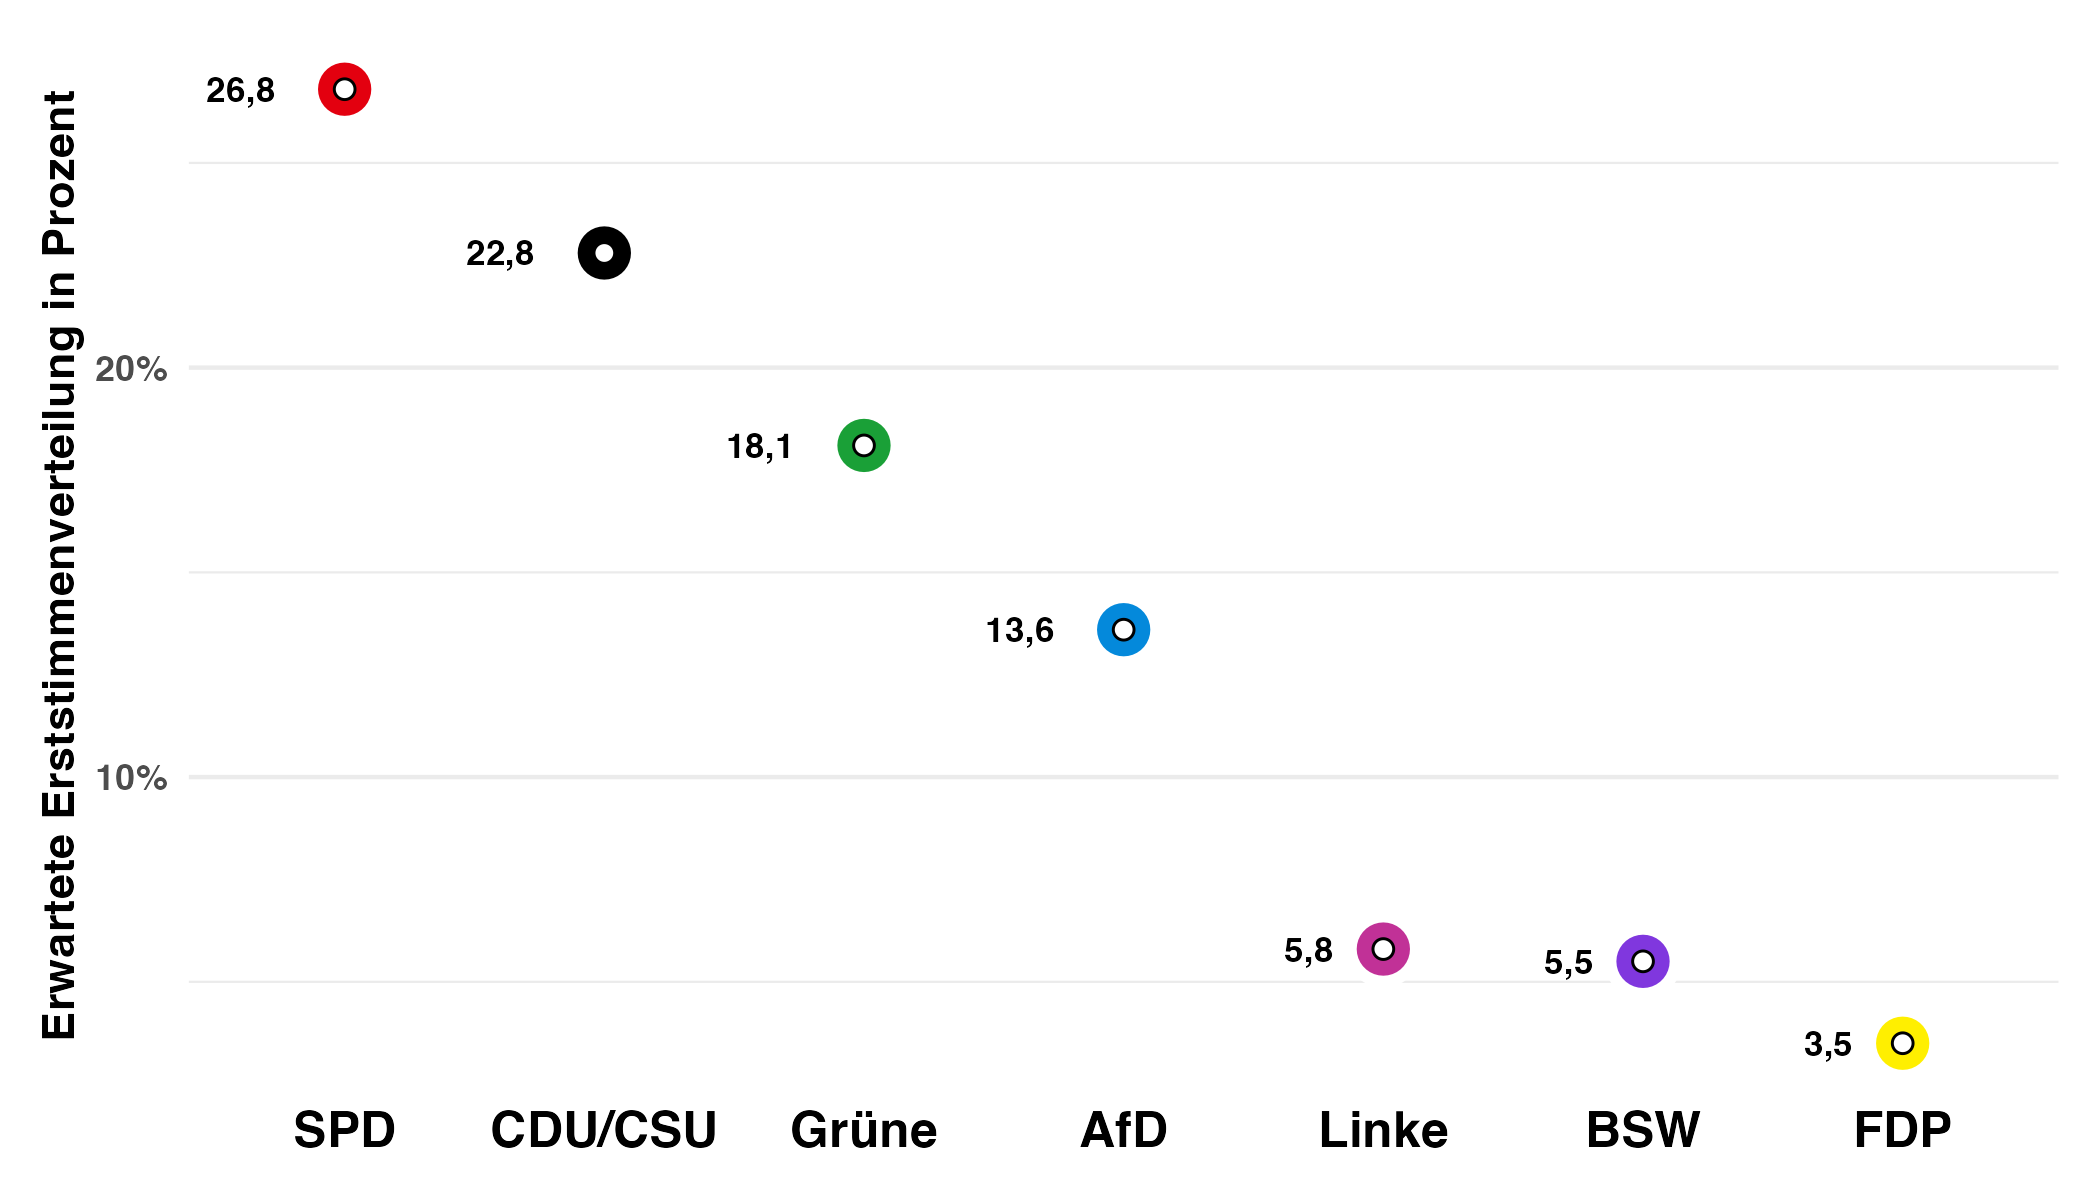 Erwartete Erststimmenverteilung in Prozent
20%
10%
26,8
22,8
18,1
13,6
5,8
5,5
3,5
SPD
CDU/CSU
Grüne
AfD
Linke
BSW
FDP